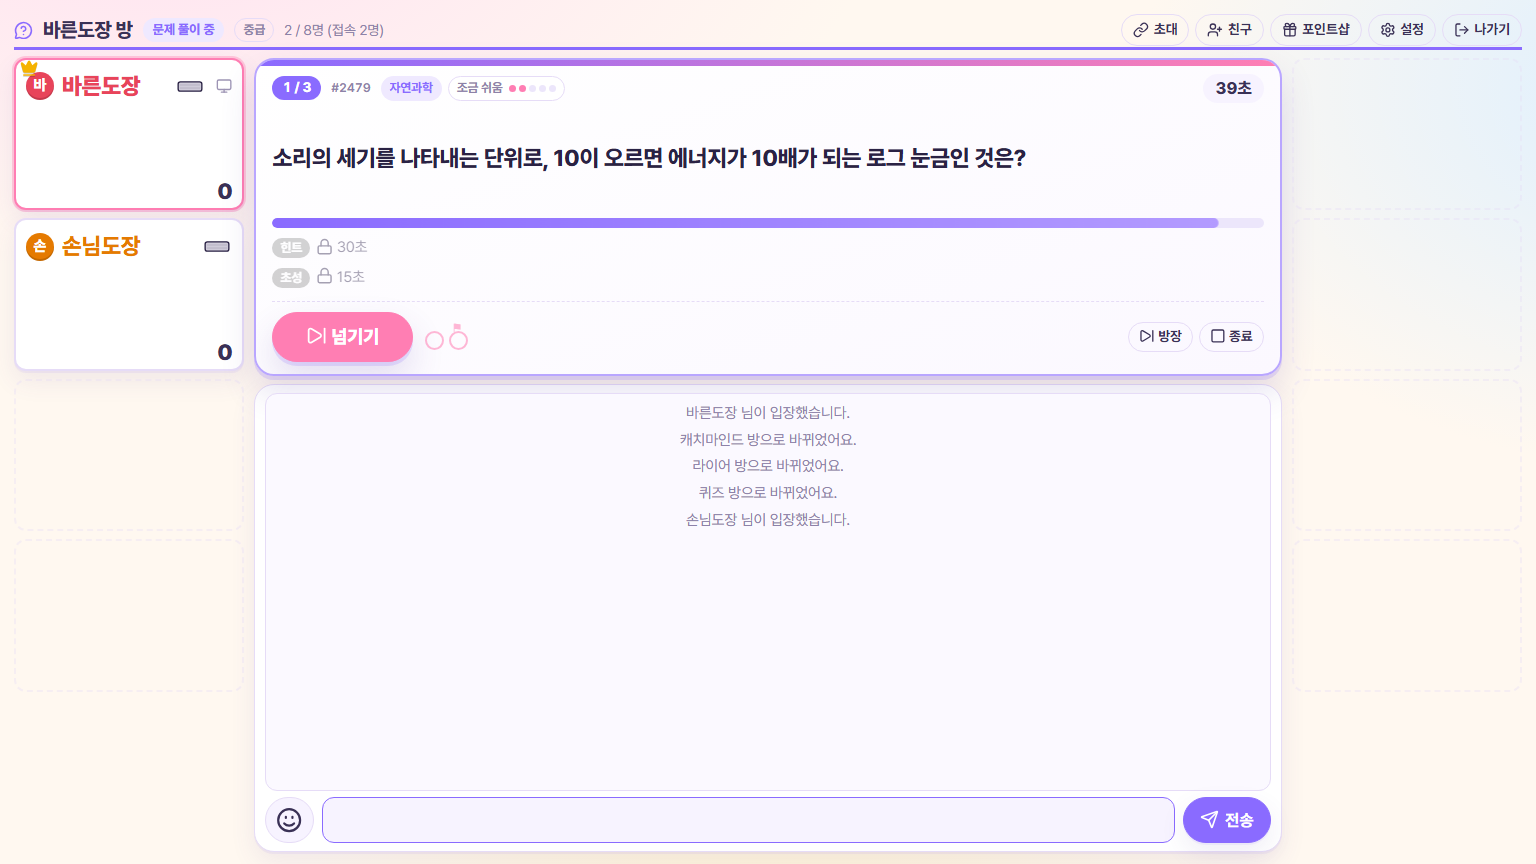 바른도장 방 문제 풀이 중 중급 2 / 8명 (접속 2명) 초대 친구 포인트샵 설정 나가기
바 바른도장
0
손 손님도장
0
1 / 3 #2479 자연과학 조금 쉬움 39초
소리의 세기를 나타내는 단위로, 10이 오르면 에너지가 10배가 되는 로그 눈금인 것은?
힌트 30초
초성 15초
넘기기 방장 종료
바른도장 님이 입장했습니다.
캐치마인드 방으로 바뀌었어요.
라이어 방으로 바뀌었어요.
퀴즈 방으로 바뀌었어요.
손님도장 님이 입장했습니다.
전송